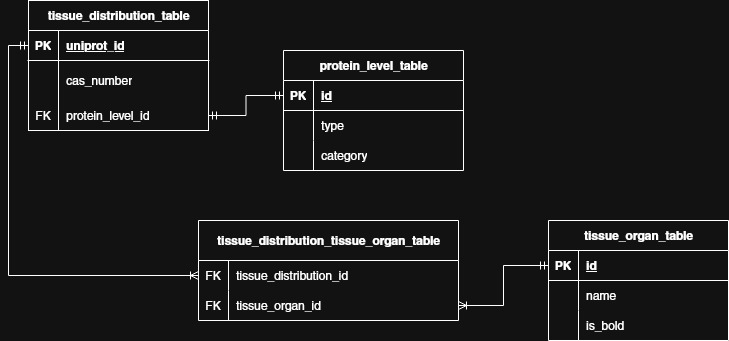 tissue_distribution_table
PK uniprot_id
cas_number
FK protein_level_id
protein_level_table
PK id
type
category
tissue_distribution_tissue_organ_table
FK tissue_distribution_id
FK tissue_organ_id
tissue_organ_table
PK id
name
is_bold